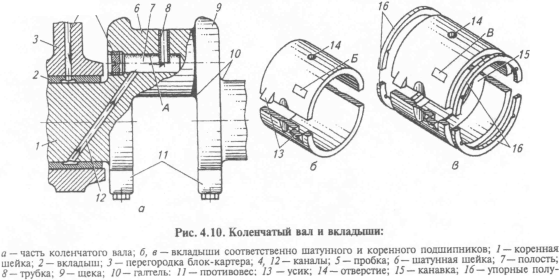 4 5 6 7 8 9
3
2
1
12
А
10
11
а
14
Б
13
б
16
14
В
15
16
в
Рис. 4.10. Коленчатый вал и вкладыши:
а — часть коленчатого вала; б, в — вкладыши соответственно шатунного и коренного подшипников; 1 — коренная
шейка; 2 — вкладыш; 3 — перегородка блок-картера; 4, 12 — каналы; 5 — пробка; 6 — шатунная шейка; 7 — полость
8 — трубка; 9 — щека; 10 — галтель; 11 — противовес; 13 — усик; 14 — отверстие; 15 — канавка; 16 — упорные пол